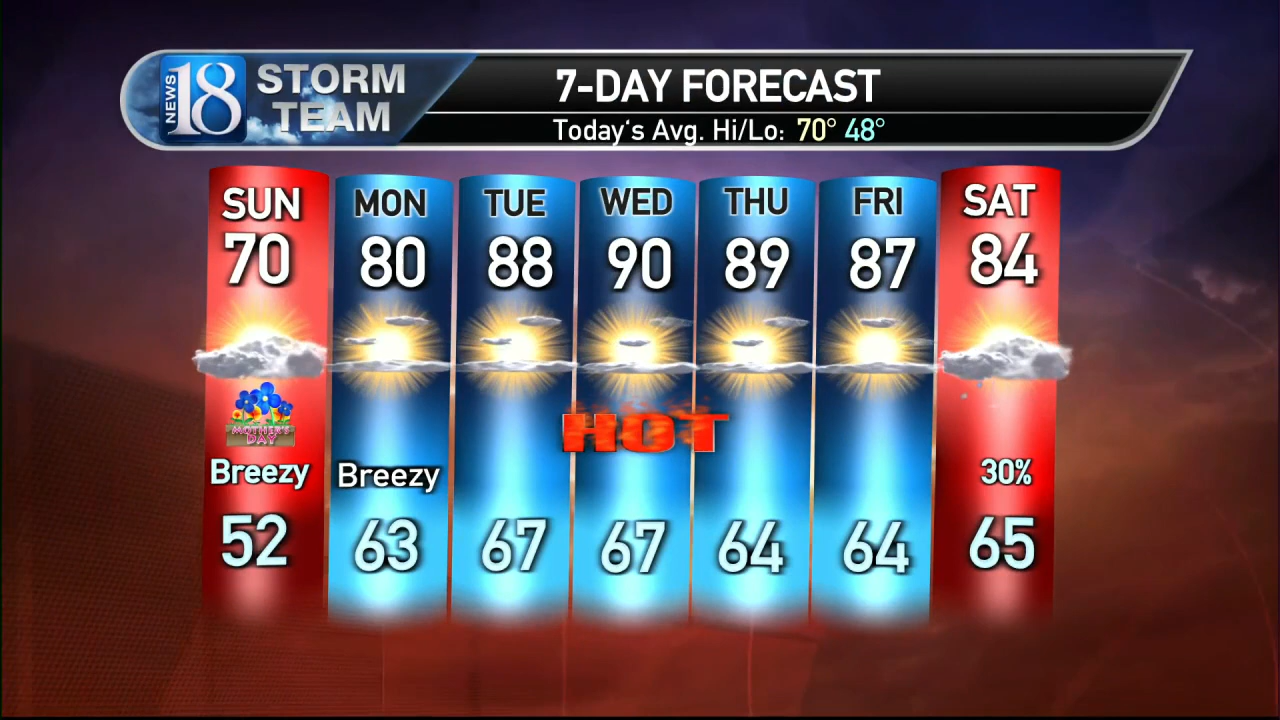 NEWS 18 STORM TEAM
7-DAY FORECAST
Today's Avg. Hi/Lo: 70° 48°
SUN MON TUE WED THU FRI SAT
70 80 88 90 89 87 84
MOTHER'S
DAY
HOT
Breezy Breezy 30%
52 63 67 67 64 64 65